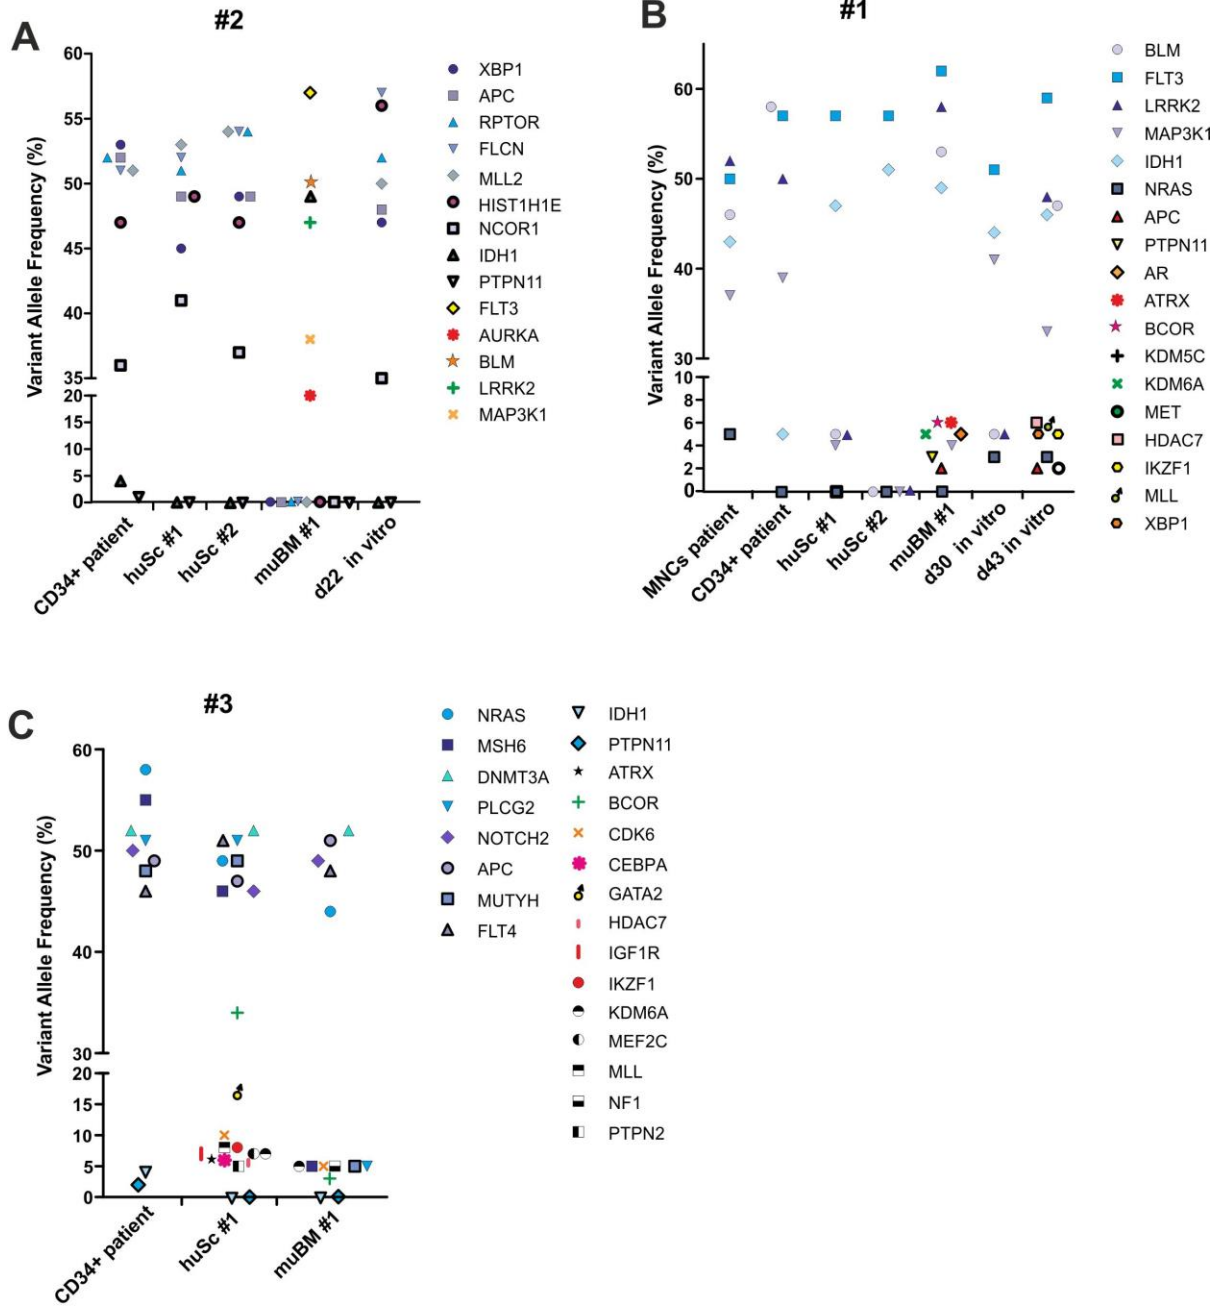 A
#2
Variant Allele Frequency (%)
60
55
50
45
40
35
20
15
10
5
0
CD34+ patient
huSc #1
huSc #2
muBM #1
d22 in vitro
XBP1
APC
RPTOR
FLCN
MLL2
HIST1H1E
NCOR1
IDH1
PTPN11
FLT3
AURKA
BLM
LRRK2
MAP3K1
B
#1
Variant Allele Frequency (%)
60
50
40
30
10
8
6
4
2
0
MNCs patient
CD34+ patient
huSc #1
huSc #2
muBM #1
d30 in vitro
d43 in vitro
BLM
FLT3
LRRK2
MAP3K1
IDH1
NRAS
APC
PTPN11
AR
ATRX
BCOR
KDM5C
KDM6A
MET
HDAC7
IKZF1
MLL
XBP1
C
#3
Variant Allele Frequency (%)
60
50
40
30
20
15
10
5
0
CD34+ patient
huSc #1
muBM #1
NRAS
MSH6
DNMT3A
PLCG2
NOTCH2
APC
MUTYH
FLT4
IDH1
PTPN11
ATRX
BCOR
CDK6
CEBPA
GATA2
HDAC7
IGF1R
IKZF1
KDM6A
MEF2C
MLL
NF1
PTPN2